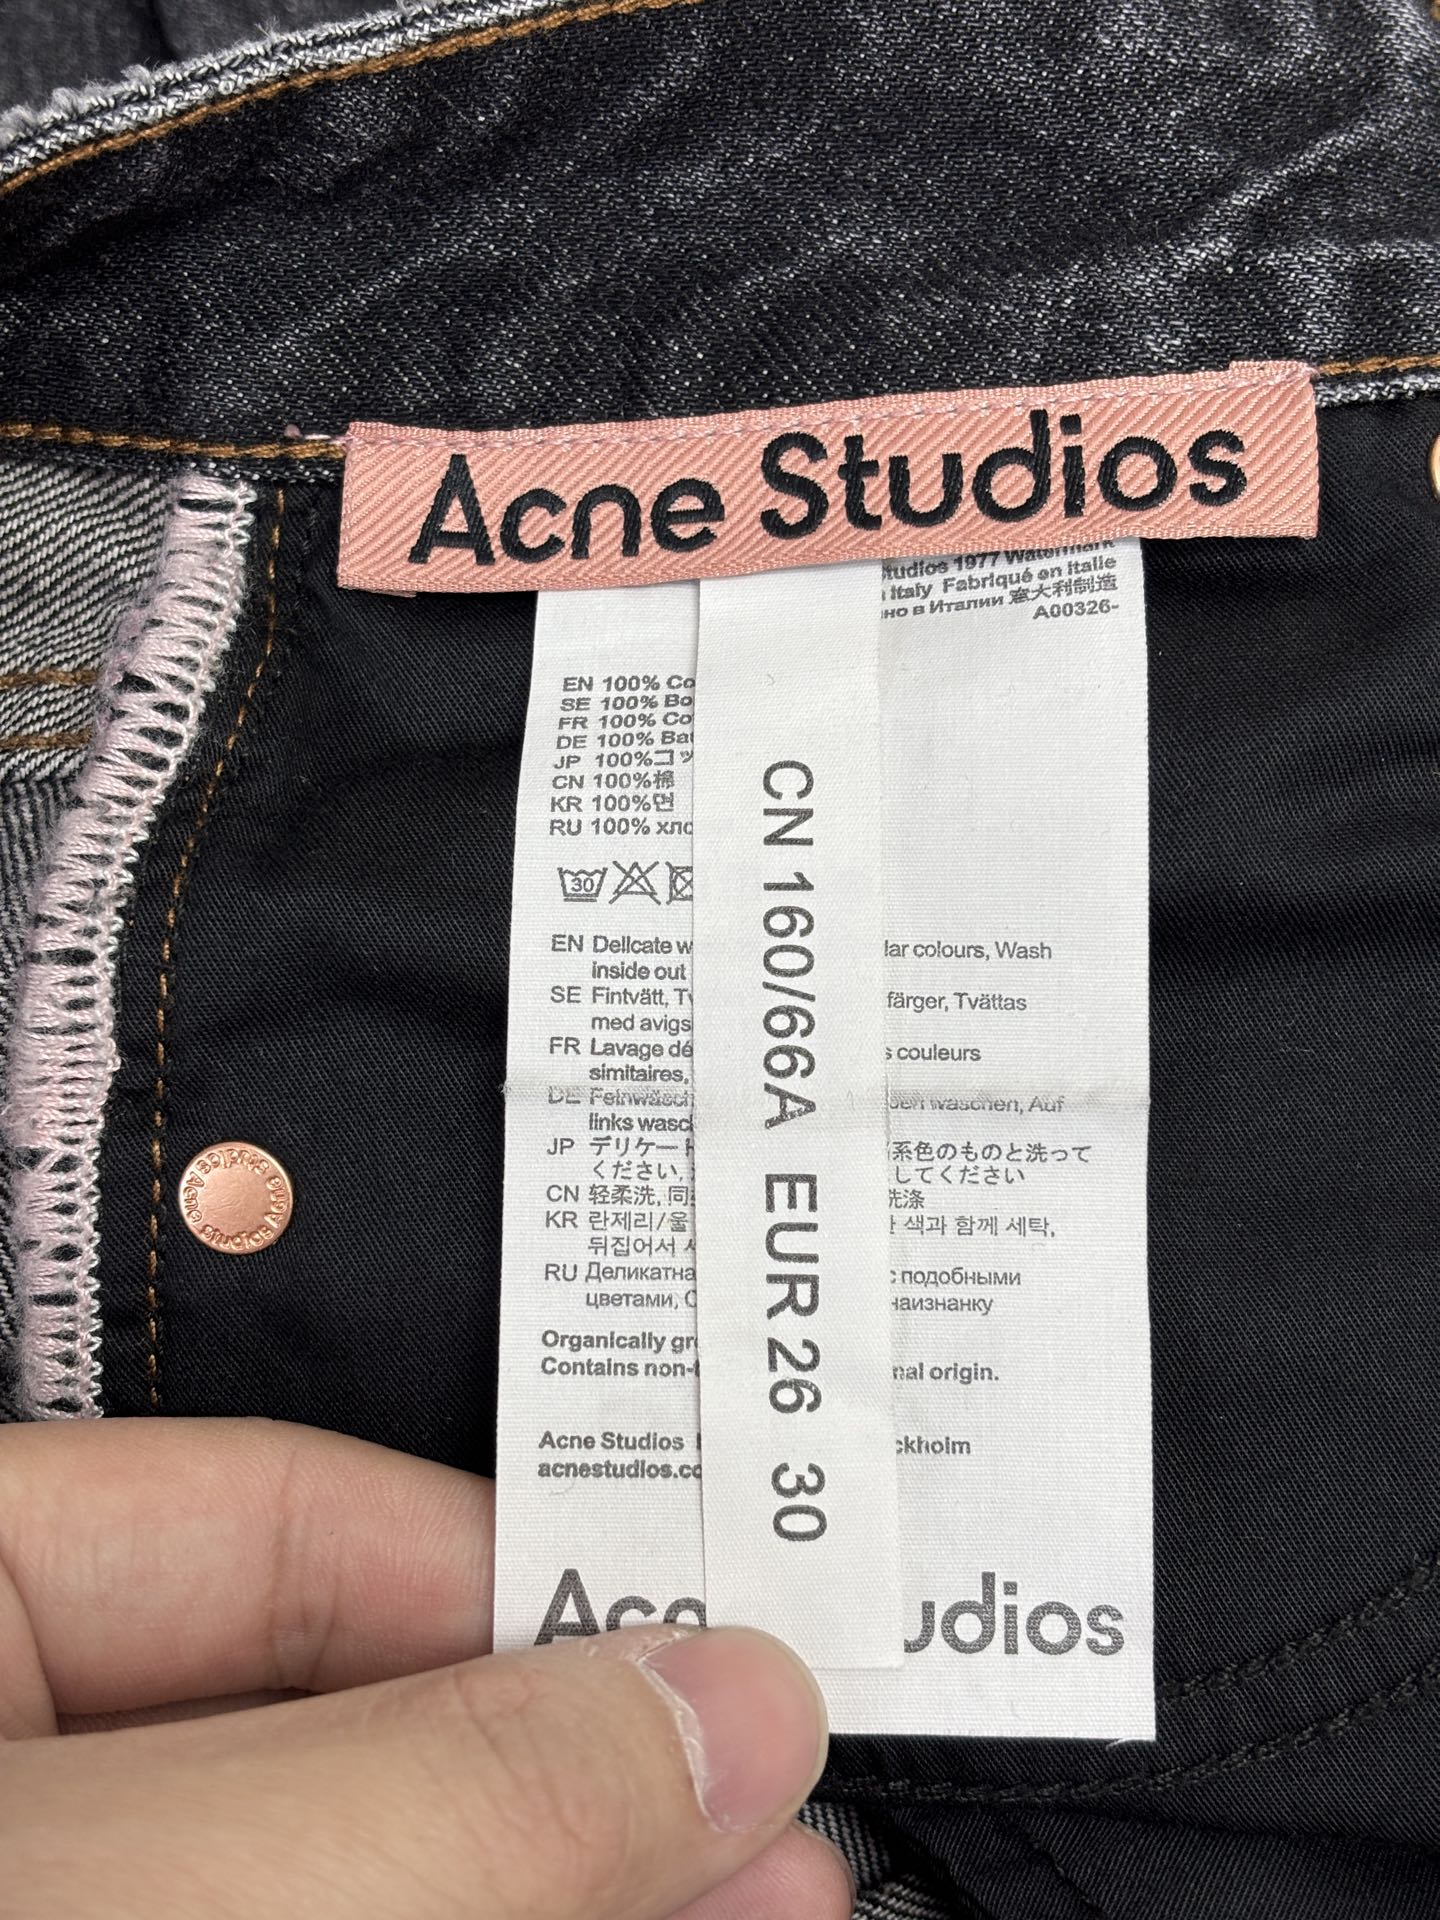 Acne Studios
Studios 1977 Watermark
Italy Fabriqué en Italie
но в Италии 意大利制造
A00326-
EN 100% Co
SE 100% Bo
FR 100% Co
DE 100% Bau
JP 100%コッ
CN 100%棉
KR 100%면
RU 100% хлс
30
EN Delicate w lar colours, Wash
inside out
SE Fintvätt, Tv färger, Tvättas
med avigs
FR Lavage dé s couleurs
simitaires,
DE Feinwäsch ben waschen, Auf
links wasch
JP デリケート 系色のものと洗って
ください, してください
CN 轻柔洗, 同 洗涤
KR 란제리/울 색과 함께 세탁,
뒤집어서
RU Деликатна с подобными
цветами, С наизнанку
Organically gr
Contains non-t nal origin.
Acne Studios ckholm
acnestudios.co
Acne udios
CN 160/66A EUR 26 30
Acne Studios Acne Studios